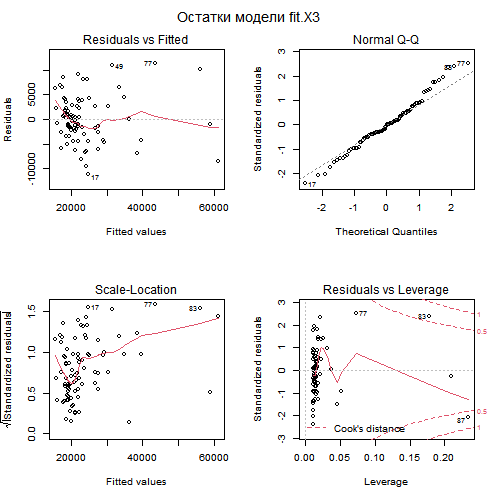 Остатки модели fit.X3
Residuals vs Fitted
Residuals
-10000 0 5000
49
77
17
20000 40000 60000
Fitted values
Normal Q-Q
Standardized residuals
-2 -1 0 1 2 3
83
77
17
-2 -1 0 1 2
Theoretical Quantiles
Scale-Location
√|Standardized residuals|
0.0 0.5 1.0 1.5
17
77
83
20000 40000 60000
Fitted values
Residuals vs Leverage
Standardized residuals
-3 -2 -1 0 1 2 3
77
83
87
1
0.5
0.5
1
Cook's distance
0.00 0.05 0.10 0.15 0.20
Leverage